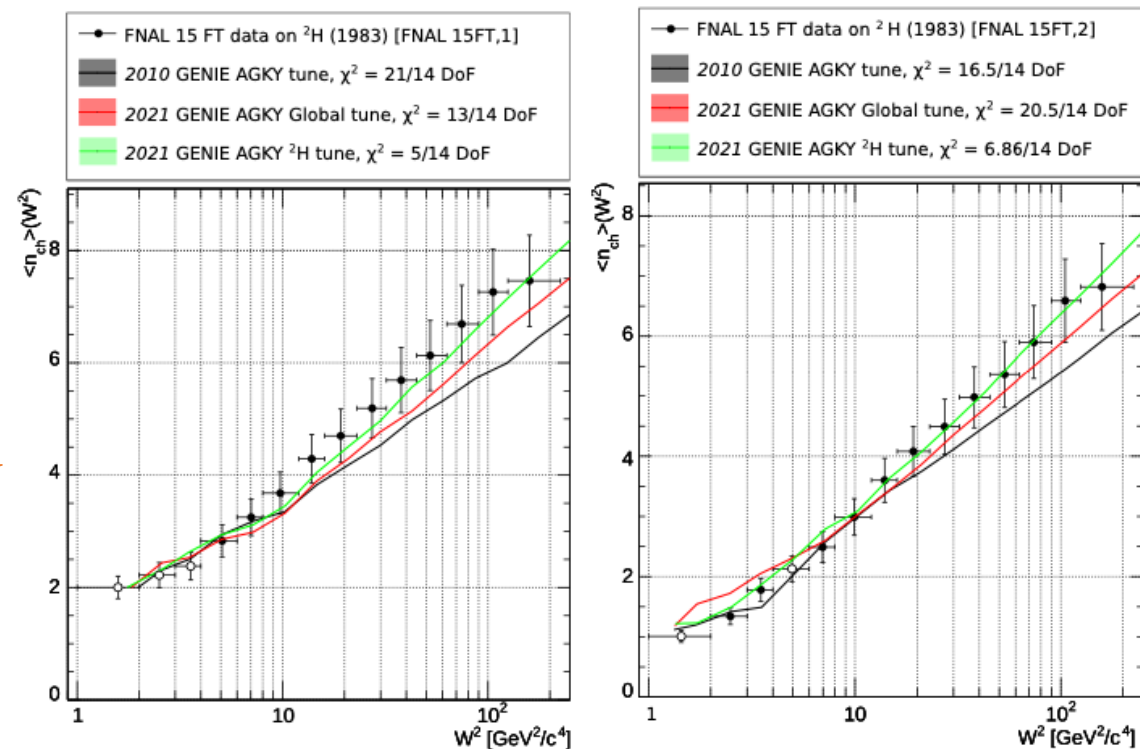 FNAL 15 FT data on ²H (1983) [FNAL 15FT,1]
2010 GENIE AGKY tune, χ² = 21/14 DoF
2021 GENIE AGKY Global tune, χ² = 13/14 DoF
2021 GENIE AGKY ²H tune, χ² = 5/14 DoF
<n_ch>(W²)
8
6
4
2
0
1
10
10²
W² [GeV²/c⁴]
FNAL 15 FT data on ²H (1983) [FNAL 15FT,2]
2010 GENIE AGKY tune, χ² = 16.5/14 DoF
2021 GENIE AGKY Global tune, χ² = 20.5/14 DoF
2021 GENIE AGKY ²H tune, χ² = 6.86/14 DoF
<n_ch>(W²)
8
6
4
2
0
1
10
10²
W² [GeV²/c⁴]